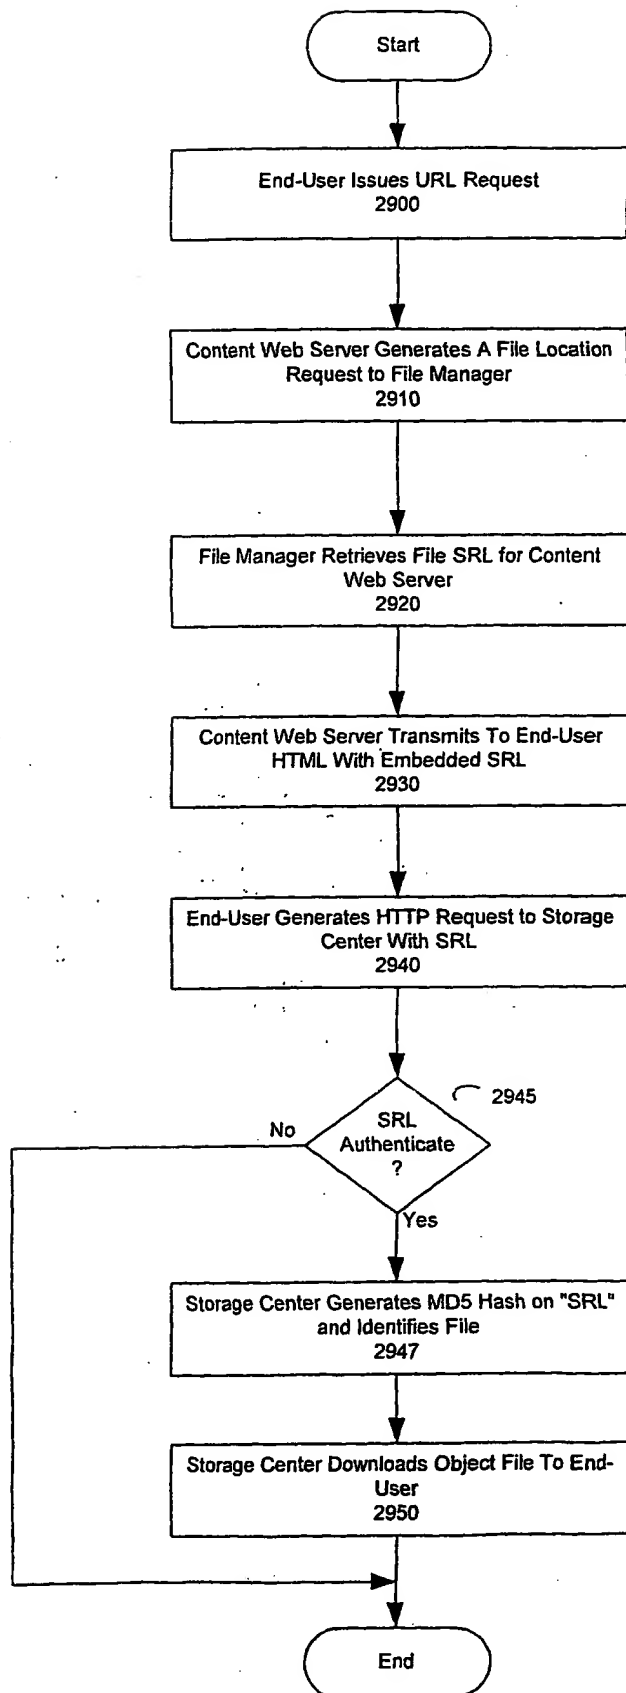 Start
End-User Issues URL Request
2900
Content Web Server Generates A File Location
Request to File Manager
2910
File Manager Retrieves File SRL for Content
Web Server
2920
Content Web Server Transmits To End-User
HTML With Embedded SRL
2930
End-User Generates HTTP Request to Storage
Center With SRL
2940
2945
SRL
Authenticate
?
No
Yes
Storage Center Generates MD5 Hash on "SRL"
and Identifies File
2947
Storage Center Downloads Object File To End-
User
2950
End